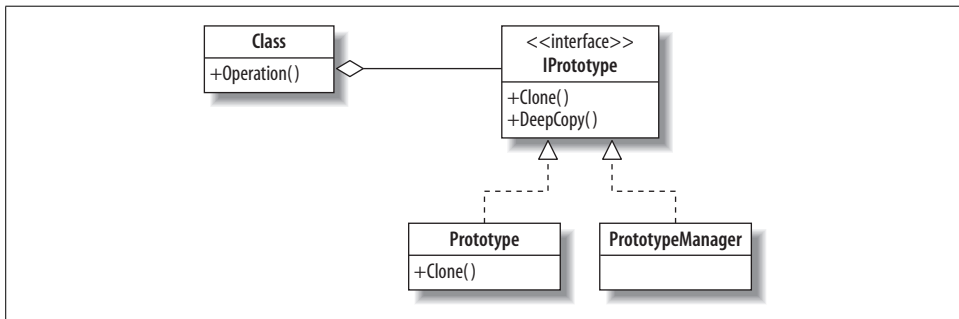 Class
+Operation()
<<interface>>
IPrototype
+Clone()
+DeepCopy()
Prototype
+Clone()
PrototypeManager